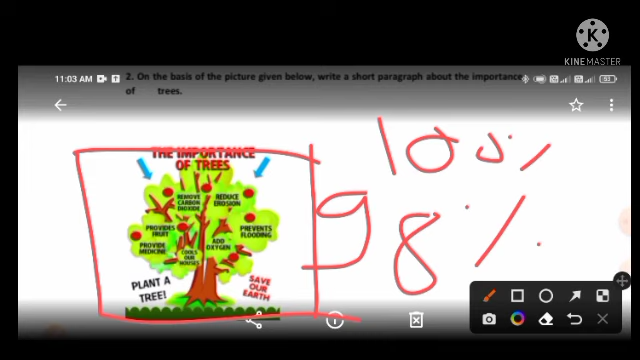 K
KINEMASTER
11:03 AM
53
2. On the basis of the picture given below, write a short paragraph about the importance
of trees.
THE IMPORTANCE
OF TREES
REMOVE
CARBON
DIOXIDE
REDUCE
EROSION
PROVIDES
FRUIT
PREVENTS
FLOODING
PROVIDE
MEDICINE
COOLS
OUR
HOUSES
ADD
OXYGEN
PLANT A
TREE!
SAVE
OUR
EARTH
100%
98%